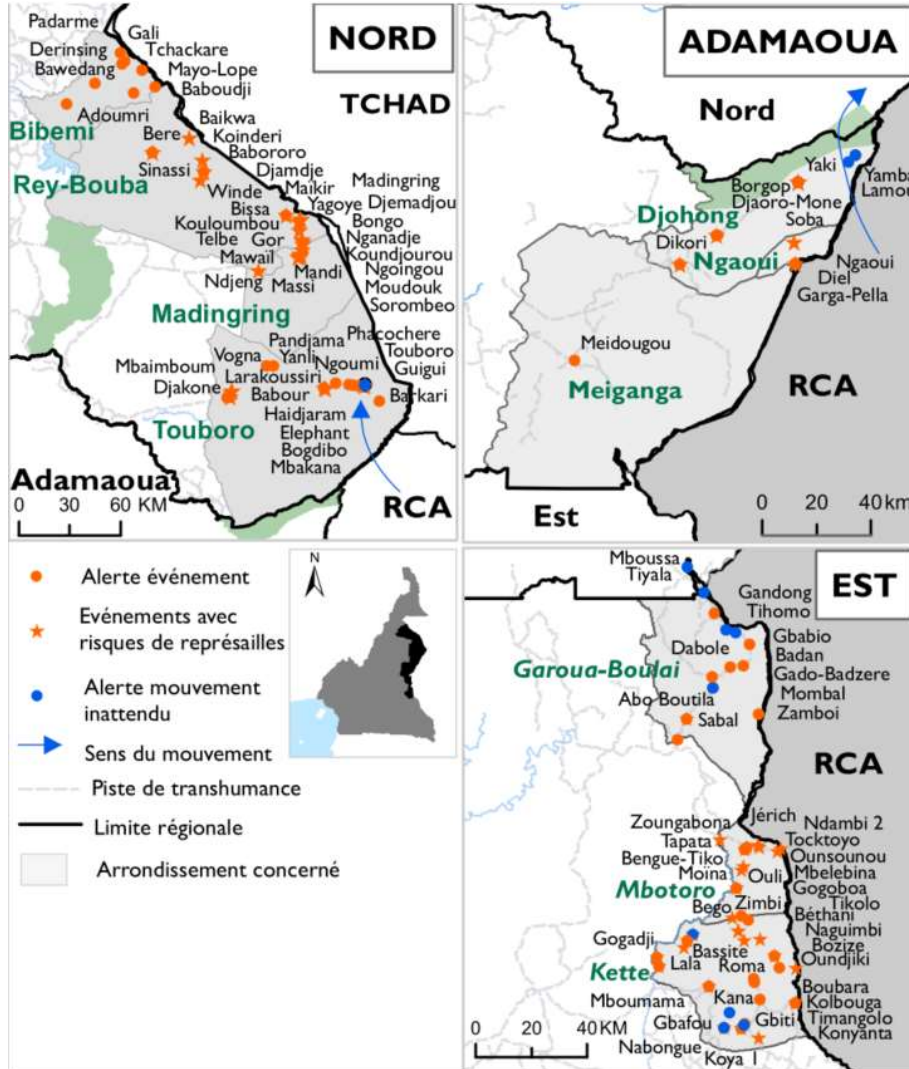 Padarme
Gali
Derinsing
Tchackare
Bawedang
Mayo-Lope
Baboudji
NORD
TCHAD
Adoumri
Bibemi
Bere
Baikwa
Koinderi
Sinassi
Babororo
Rey-Bouba
Djamdje
Winde
Maikir
Madingring
Bissa
Yagoye
Djemadjou
Kouloumbou
Bongo
Telbe
Gor
Nganadje
Mawail
Koundjourou
Ndjeng
Mandi
Ngoingou
Massi
Moudouk
Sorombeo
Madingring
Pandjama
Phacochere
Vogna
Yanli
Ngoumi
Touboro
Mbaimboum
Larakoussiri
Guigui
Djakone
Babour
Barkari
Touboro
Haidjaram
Elephant
Bogdibo
Mbakana
Adamaoua
0 30 60 KM
RCA
ADAMAOUA
Nord
Yaki
Yamba
Borgop
Lamou
Djaoro-Mone
Djohong
Soba
Dikori
Ngaoui
Ngaoui
Diel
Garga-Pella
Meidougou
Meiganga
RCA
Est
0 20 40 km
Alerte événement
Evénements avec
risques de représailles
Alerte mouvement
inattendu
Sens du mouvement
Piste de transhumance
Limite régionale
Arrondissement concerné
N
EST
Mboussa
Tiyala
Gandong
Tihomo
Dabole
Gbabio
Badan
Garoua-Boulai
Gado-Badzere
Abo Boutila
Mombal
Sabal
Zamboi
RCA
Jérich
Zoungabona
Ndambi 2
Tapata
Tocktoyo
Bengue-Tiko
Ounsounou
Moïna
Ouli
Mbelebina
Mbotoro
Gogoboa
Zimbi
Tikolo
Bego
Béthani
Naguimbi
Gogadji
Bassite
Bozize
Kette
Lala
Roma
Oundjiki
Mboumama
Kana
Boubara
Kolbouga
Gbafou
Gbiti
Timangolo
Nabongue
Konyanta
Koya 1
0 20 40 KM